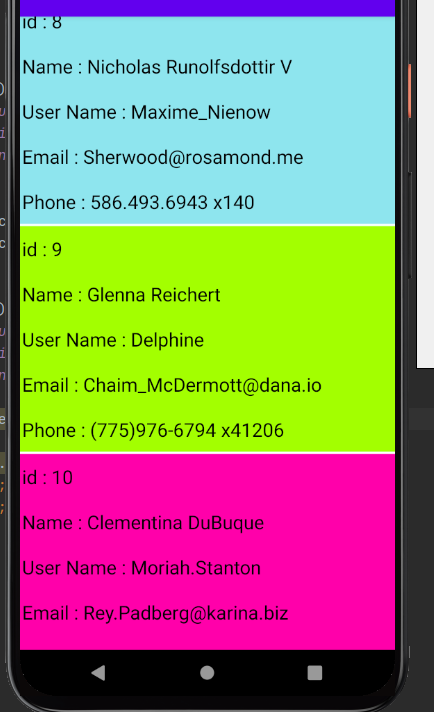 id : 8
Name : Nicholas Runolfsdottir V
User Name : Maxime_Nienow
Email : Sherwood@rosamond.me
Phone : 586.493.6943 x140
id : 9
Name : Glenna Reichert
User Name : Delphine
Email : Chaim_McDermott@dana.io
Phone : (775)976-6794 x41206
id : 10
Name : Clementina DuBuque
User Name : Moriah.Stanton
Email : Rey.Padberg@karina.biz